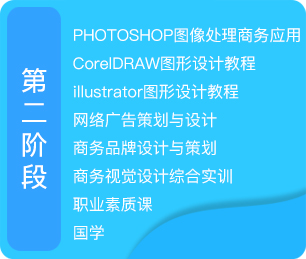 第二阶段
PHOTOSHOP图像处理商务应用
CorelDRAW图形设计教程
illustrator图形设计教程
网络广告策划与设计
商务品牌设计与策划
商务视觉设计综合实训
职业素质课
国学